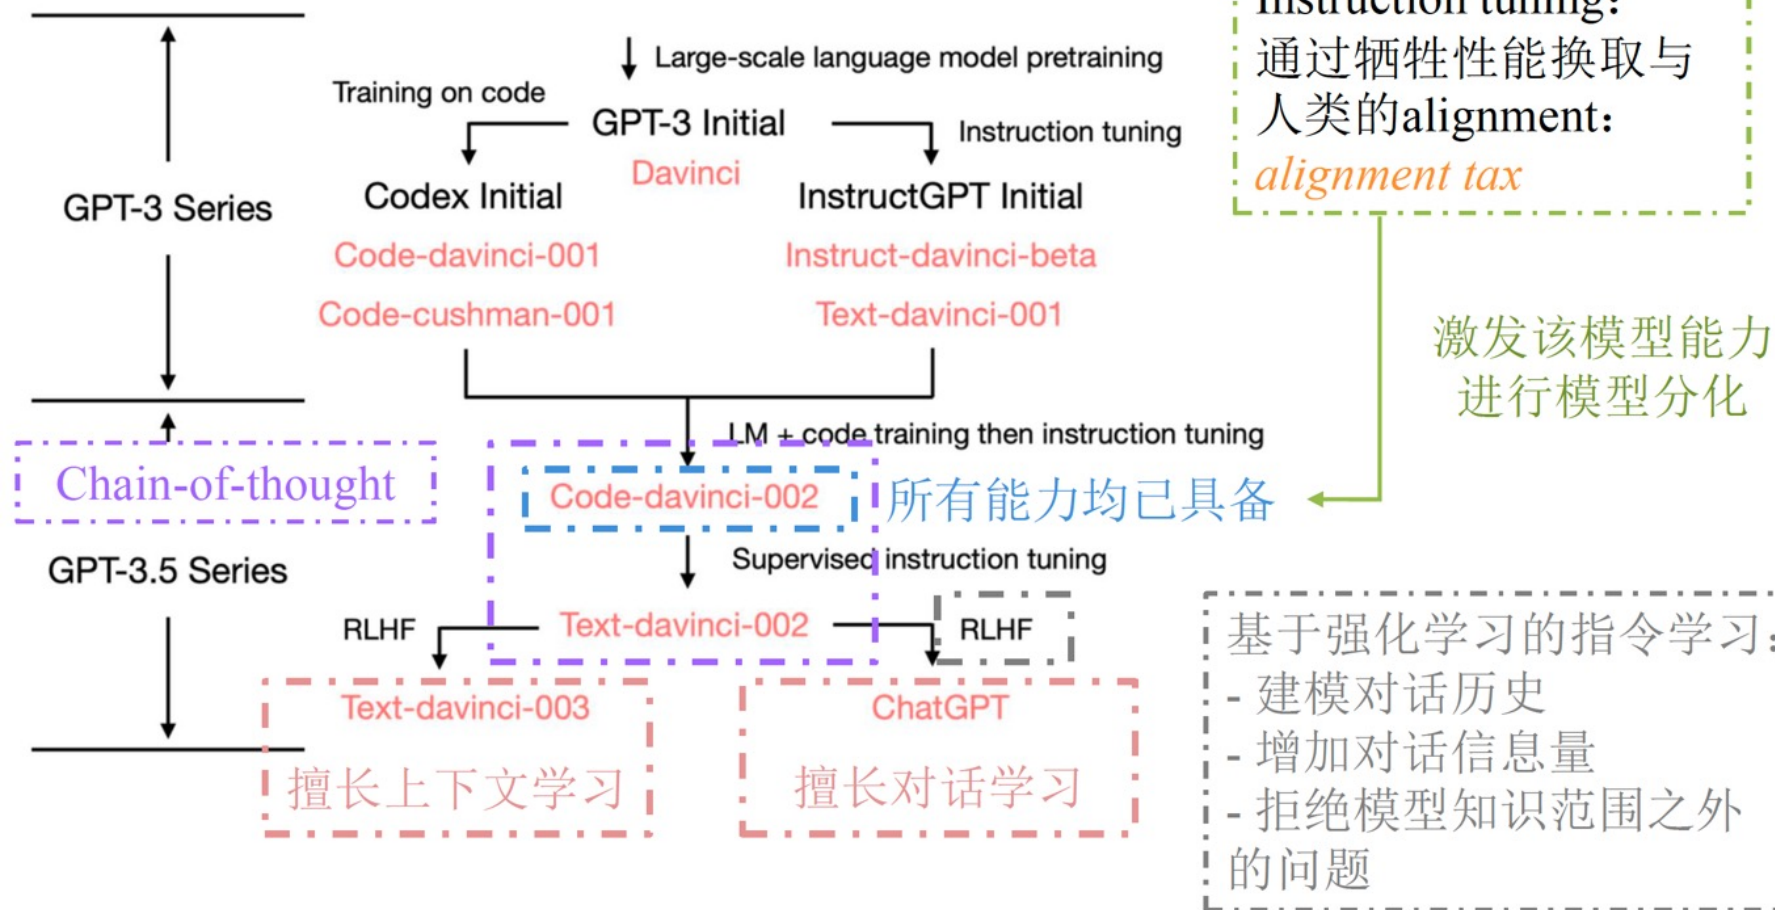 Instruction tuning：
通过牺牲性能换取与
人类的alignment：
alignment tax
Large-scale language model pretraining
Training on code
GPT-3 Initial
Instruction tuning
Davinci
Codex Initial
InstructGPT Initial
GPT-3 Series
Code-davinci-001
Instruct-davinci-beta
Code-cushman-001
Text-davinci-001
激发该模型能力
进行模型分化
LM + code training then instruction tuning
Chain-of-thought
Code-davinci-002
所有能力均已具备
Supervised instruction tuning
GPT-3.5 Series
RLHF
Text-davinci-002
RLHF
Text-davinci-003
ChatGPT
擅长上下文学习
擅长对话学习
基于强化学习的指令学习：
- 建模对话历史
- 增加对话信息量
- 拒绝模型知识范围之外
的问题